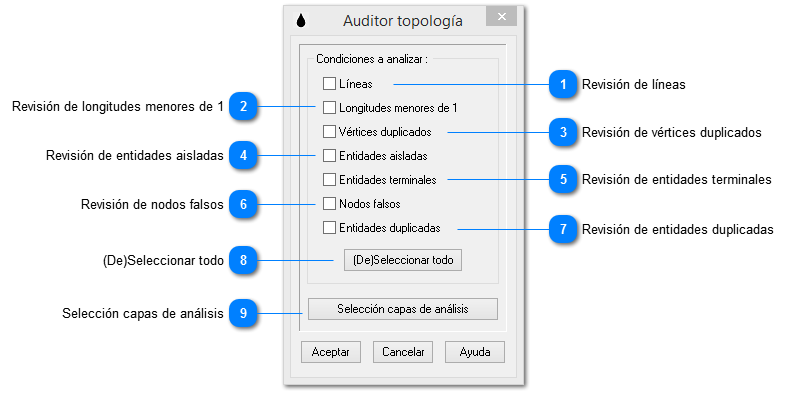 Auditor topología
Condiciones a analizar :
Líneas
1 Revisión de líneas
Revisión de longitudes menores de 1 2
Longitudes menores de 1
Vértices duplicados
3 Revisión de vértices duplicados
Revisión de entidades aisladas 4
Entidades aisladas
Entidades terminales
5 Revisión de entidades terminales
Revisión de nodos falsos 6
Nodos falsos
Entidades duplicadas
7 Revisión de entidades duplicadas
(De)Seleccionar todo 8
(De)Seleccionar todo
Selección capas de análisis 9
Selección capas de análisis
Aceptar Cancelar Ayuda